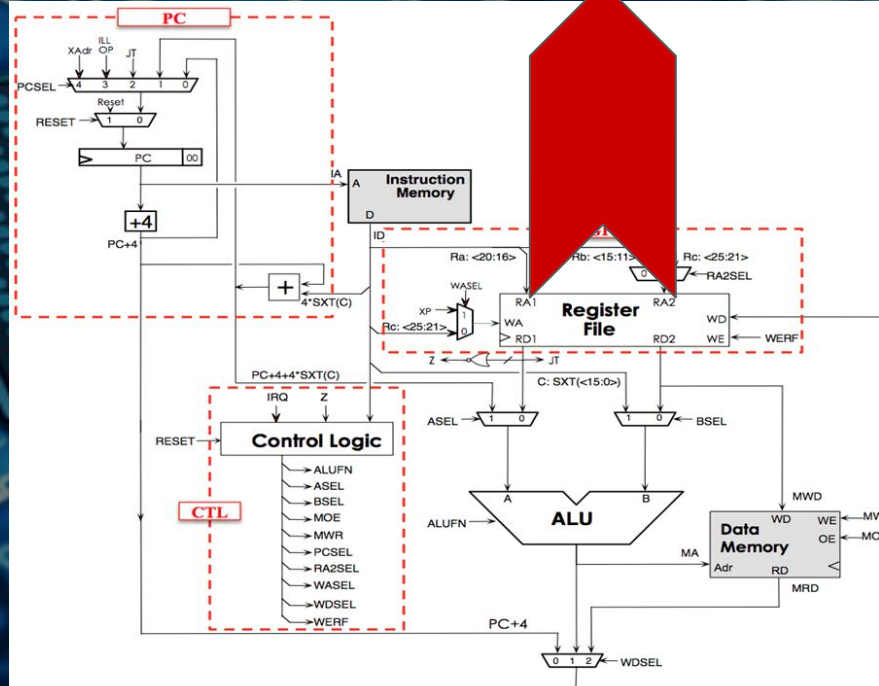 PC
XAdr
ILL
OP
JT
PCSEL
4 3 2 1 0
Reset
RESET
1 0
PC
00
IA
A
Instruction
Memory
D
+4
PC+4
ID
Ra: <20:16>
Rb: <15:11>
Rc: <25:21>
+
4*SXT(C)
WASEL
XP
1
0
Rc: <25:21>
0
RA2SEL
RA1
RA2
WA
Register
File
WD
RD1
RD2
WE
WERF
Z
JT
PC+4+4*SXT(C)
C: SXT(<15:0>)
IRQ
Z
ASEL
1 0
1 0
BSEL
RESET
Control Logic
ALUFN
ASEL
BSEL
MOE
MWR
PCSEL
RA2SEL
WASEL
WDSEL
WERF
CTL
A
B
ALUFN
ALU
MWD
WD
WE
OE
Data
Memory
MA
Adr
RD
MRD
PC+4
0 1 2
WDSEL